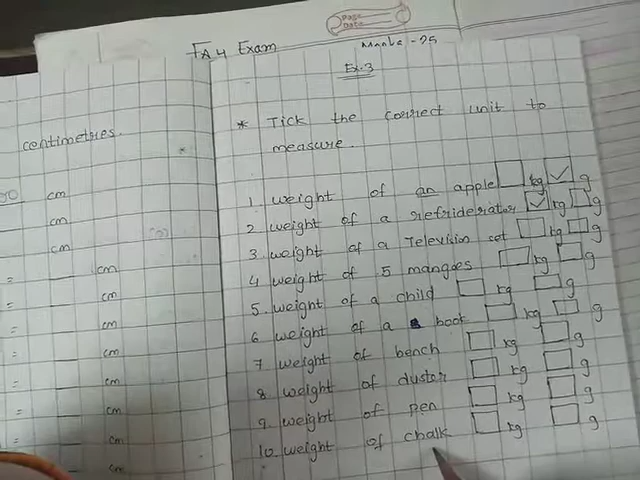 Page
Date
FA4 Exam
Marks - 25
Ex.3
centimetres.
* Tick the correct unit to
measure.
cm
cm
cm
= cm
= cm
= cm
= cm
= cm
= cm
= cm
cm
1 weight of an apple kg ✓ g
2 weight of a refriderator ✓ kg g
3. weight of a Television set kg g
4 weight of 5 mangoes kg g
5. weight of a child kg g
6 weight of a book kg g
7 weight of bench kg g
8. weight of duster kg g
9. weight of pen kg g
10. weight of chalk kg g